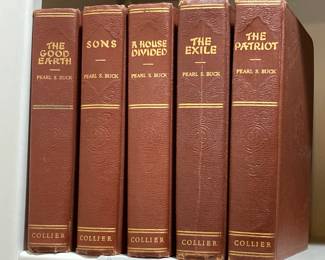 THE
GOOD
EARTH
PEARL S. BUCK
COLLIER
SONS
PEARL S. BUCK
COLLIER
A HOUSE
DIVIDED
PEARL S. BUCK
COLLIER
THE
EXILE
PEARL S. BUCK
COLLIER
THE
PATRIOT
PEARL S. BUCK
COLLIER